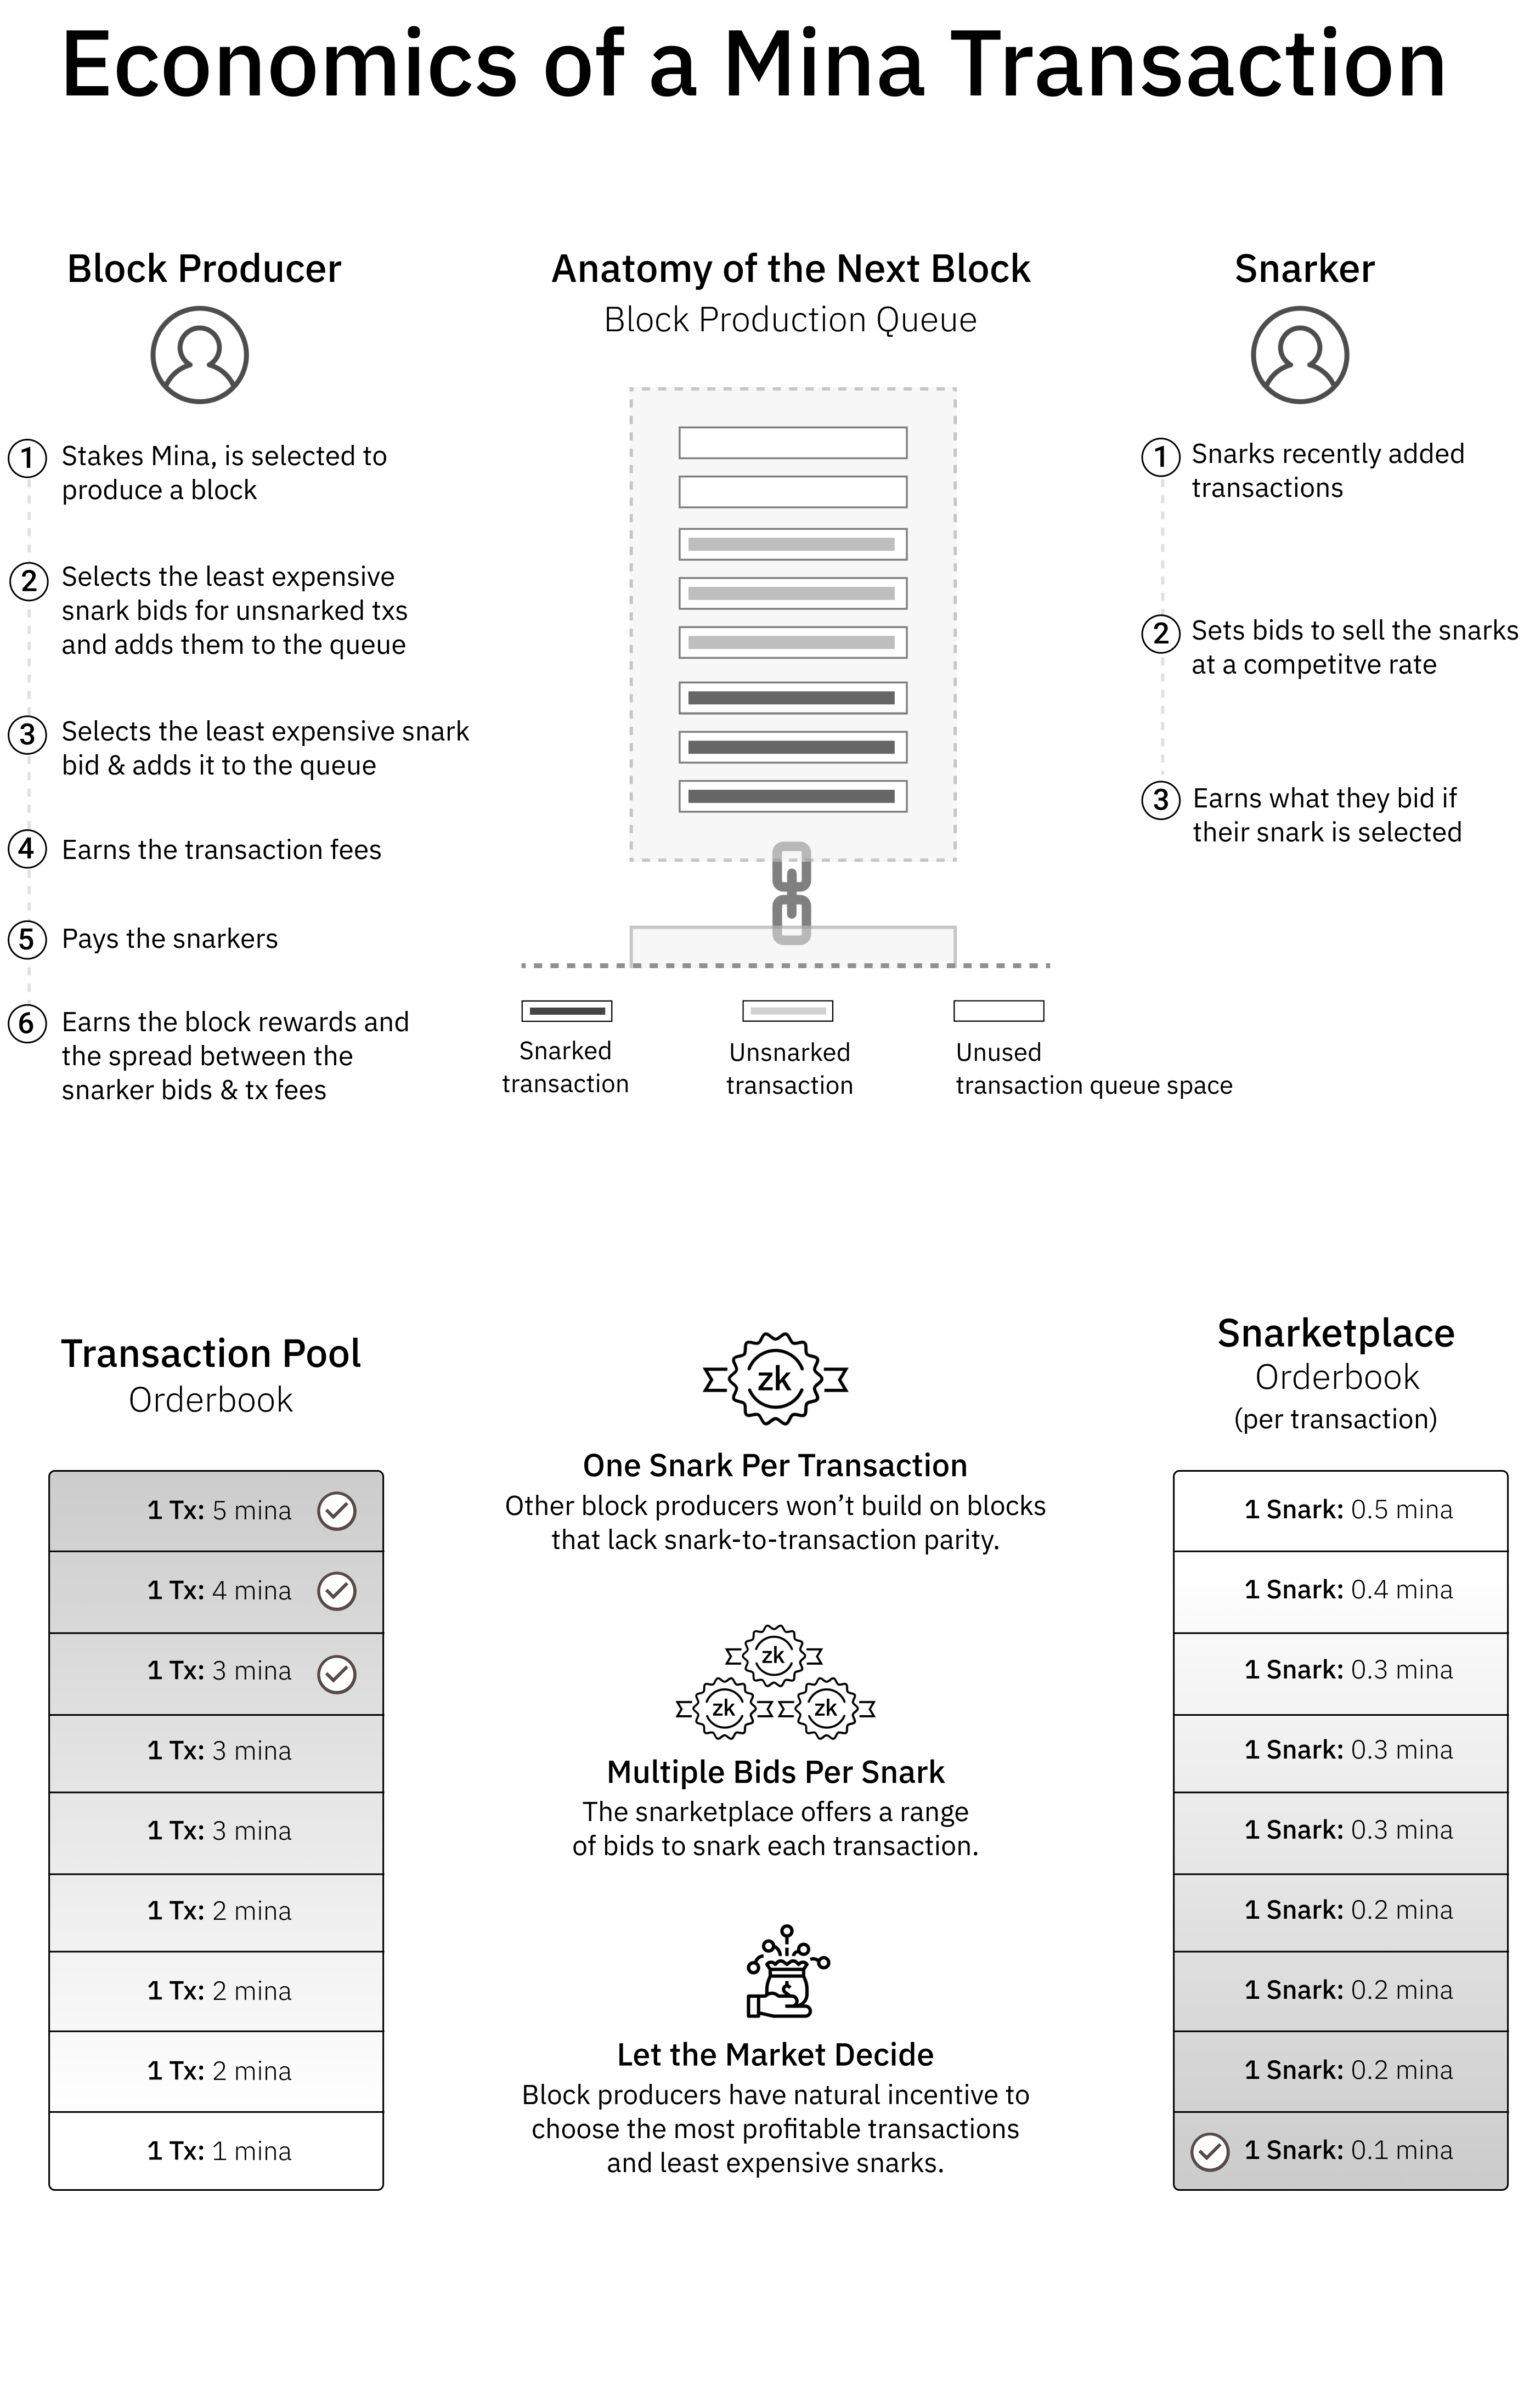 Economics of a Mina Transaction
Block Producer
1
Stakes Mina, is selected to
produce a block
2
Selects the least expensive
snark bids for unsnarked txs
and adds them to the queue
3
Selects the least expensive snark
bid & adds it to the queue
4
Earns the transaction fees
5
Pays the snarkers
6
Earns the block rewards and
the spread between the
snarker bids & tx fees
Anatomy of the Next Block
Block Production Queue
Snarked
transaction
Unsnarked
transaction
Unused
transaction queue space
Snarker
1
Snarks recently added
transactions
2
Sets bids to sell the snarks
at a competitve rate
3
Earns what they bid if
their snark is selected
Transaction Pool
Orderbook
1 Tx: 5 mina
1 Tx: 4 mina
1 Tx: 3 mina
1 Tx: 3 mina
1 Tx: 3 mina
1 Tx: 2 mina
1 Tx: 2 mina
1 Tx: 2 mina
1 Tx: 1 mina
zk
One Snark Per Transaction
Other block producers won’t build on blocks
that lack snark-to-transaction parity.
zk
zk
zk
Multiple Bids Per Snark
The snarketplace offers a range
of bids to snark each transaction.
$
Let the Market Decide
Block producers have natural incentive to
choose the most profitable transactions
and least expensive snarks.
Snarketplace
Orderbook
(per transaction)
1 Snark: 0.5 mina
1 Snark: 0.4 mina
1 Snark: 0.3 mina
1 Snark: 0.3 mina
1 Snark: 0.3 mina
1 Snark: 0.2 mina
1 Snark: 0.2 mina
1 Snark: 0.2 mina
1 Snark: 0.1 mina